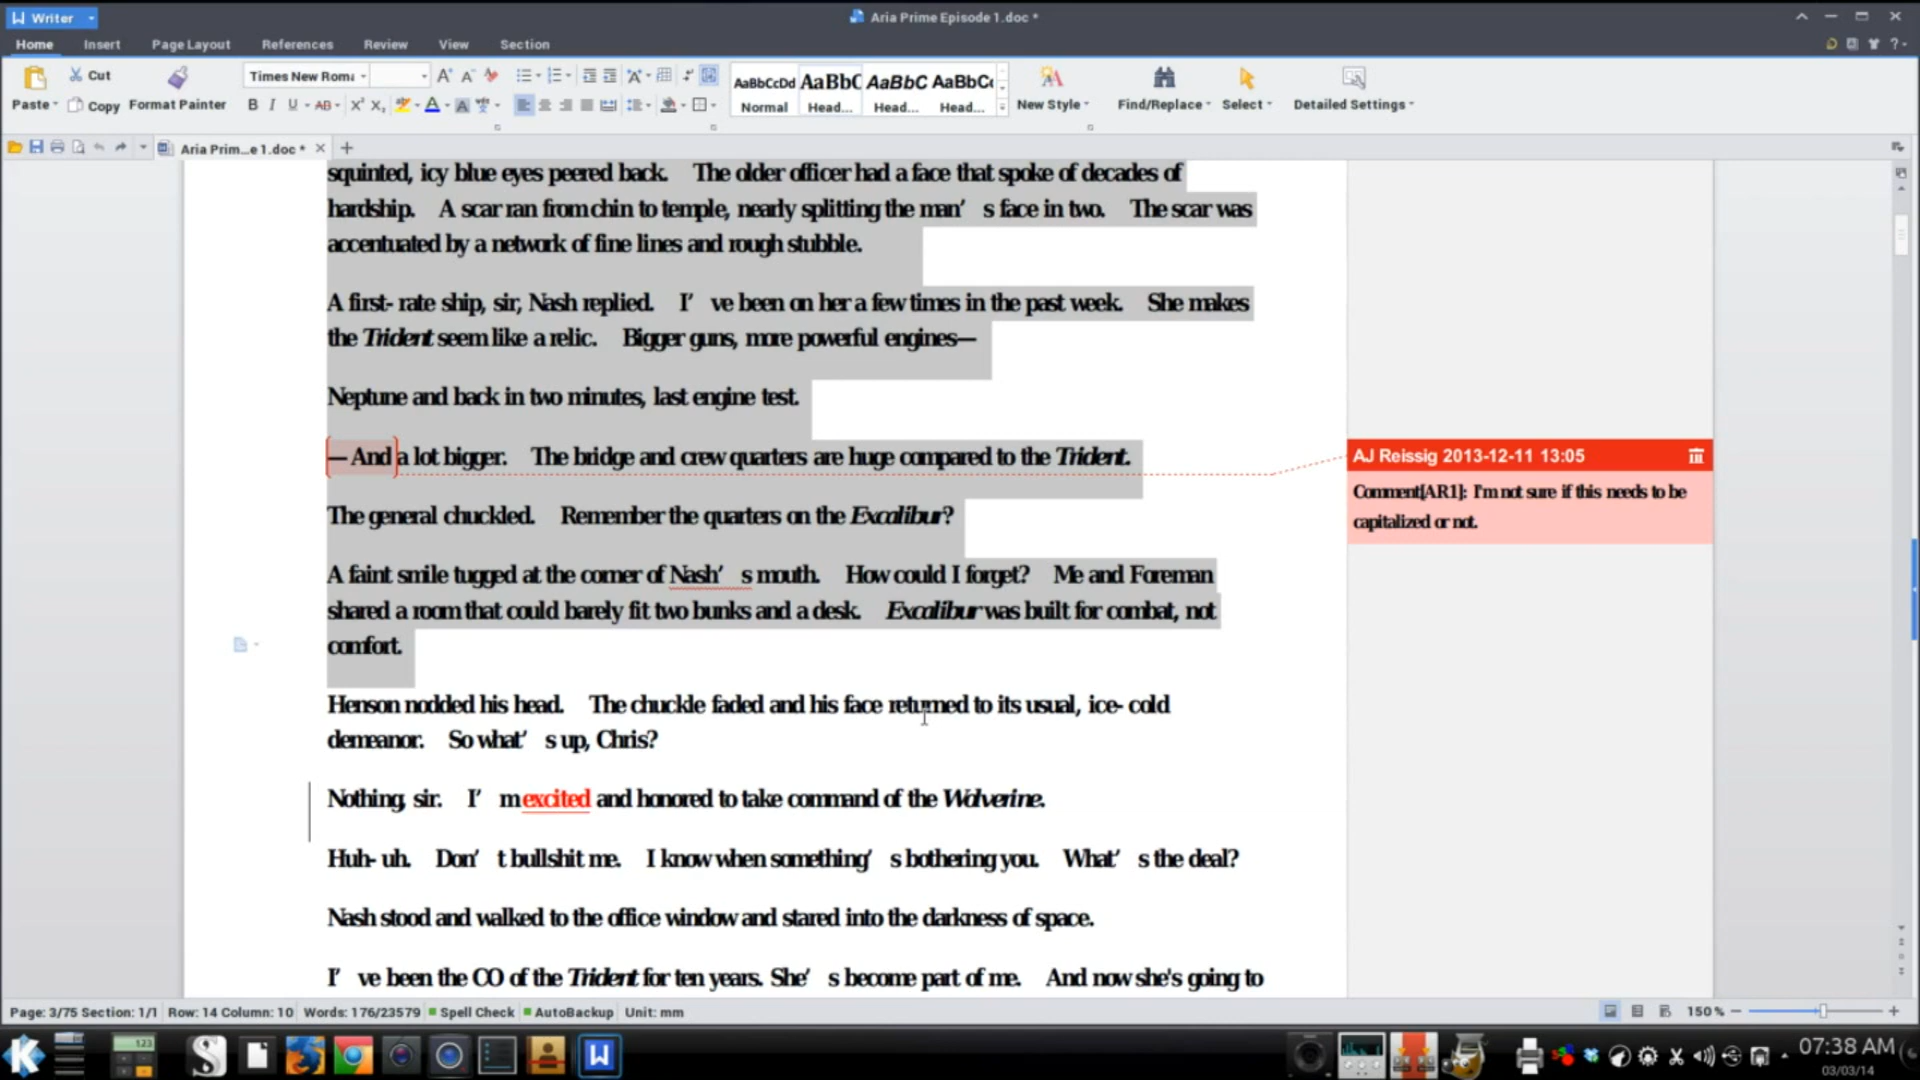 Writer
Aria Prime Episode 1.doc *
Home Insert Page Layout References Review View Section
Paste
Cut
Copy
Format Painter
Times New Roma
AaBbCcDd AaBbC AaBbC AaBbC
Normal Head... Head... Head...
New Style
Find/Replace
Select
Detailed Settings
Aria Prim...e 1.doc *
squinted, icy blue eyes peered back. The older officer had a face that spoke of decades of
hardship. A scar ran from chin to temple, nearly splitting the man’ s face in two. The scar was
accentuated by a network of fine lines and rough stubble.
A first- rate ship, sir, Nash replied. I’ ve been on her a few times in the past week. She makes
the Trident seem like a relic. Bigger guns, more powerful engines—
Neptune and back in two minutes, last engine test.
— And a lot bigger. The bridge and crew quarters are huge compared to the Trident.
AJ Reissig 2013-12-11 13:05
Comment[AR1]: I'm not sure if this needs to be
capitalized or not.
The general chuckled. Remember the quarters on the Excalibur?
A faint smile tugged at the corner of Nash’ s mouth. How could I forget? Me and Foreman
shared a room that could barely fit two bunks and a desk. Excalibur was built for combat, not
comfort.
Henson nodded his head. The chuckle faded and his face returned to its usual, ice- cold
demeanor. So what’ s up, Chris?
Nothing, sir. I’ m excited and honored to take command of the Wolverine.
Huh- uh. Don’ t bullshit me. I know when something’ s bothering you. What’ s the deal?
Nash stood and walked to the office window and stared into the darkness of space.
I’ ve been the CO of the Trident for ten years. She’ s become part of me. And now she's going to
Page: 3/75 Section: 1/1 Row: 14 Column: 10 Words: 176/23579 Spell Check AutoBackup Unit: mm
150 %
07:38 AM
03/03/14